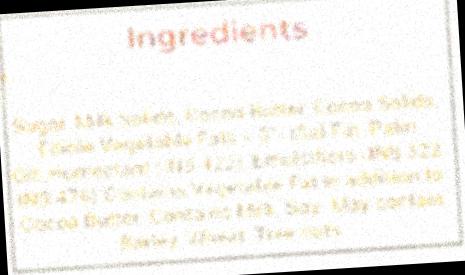 Ingredients
Sugar, Milk Solids, Cocoa Butter, Cocoa Solids,
Edible Vegetable Fats - Fat, Palm
Oil, Humectant - INS 422), Emulsifiers - INS 322
INS 476) Contains Vegetable Fat in addition to
Cocoa Butter. Contains Milk, Soy. May contain
Barley, Wheat, Tree nuts.